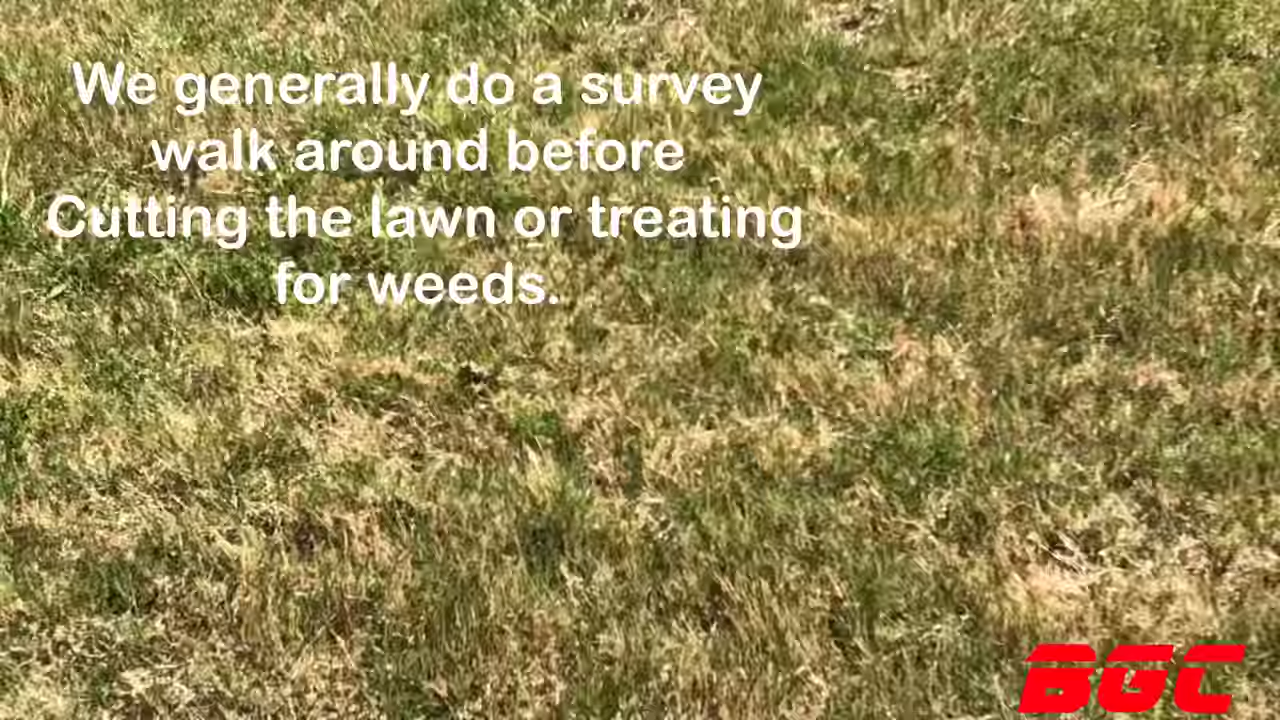 We generally do a survey
walk around before
Cutting the lawn or treating
for weeds.
BGC